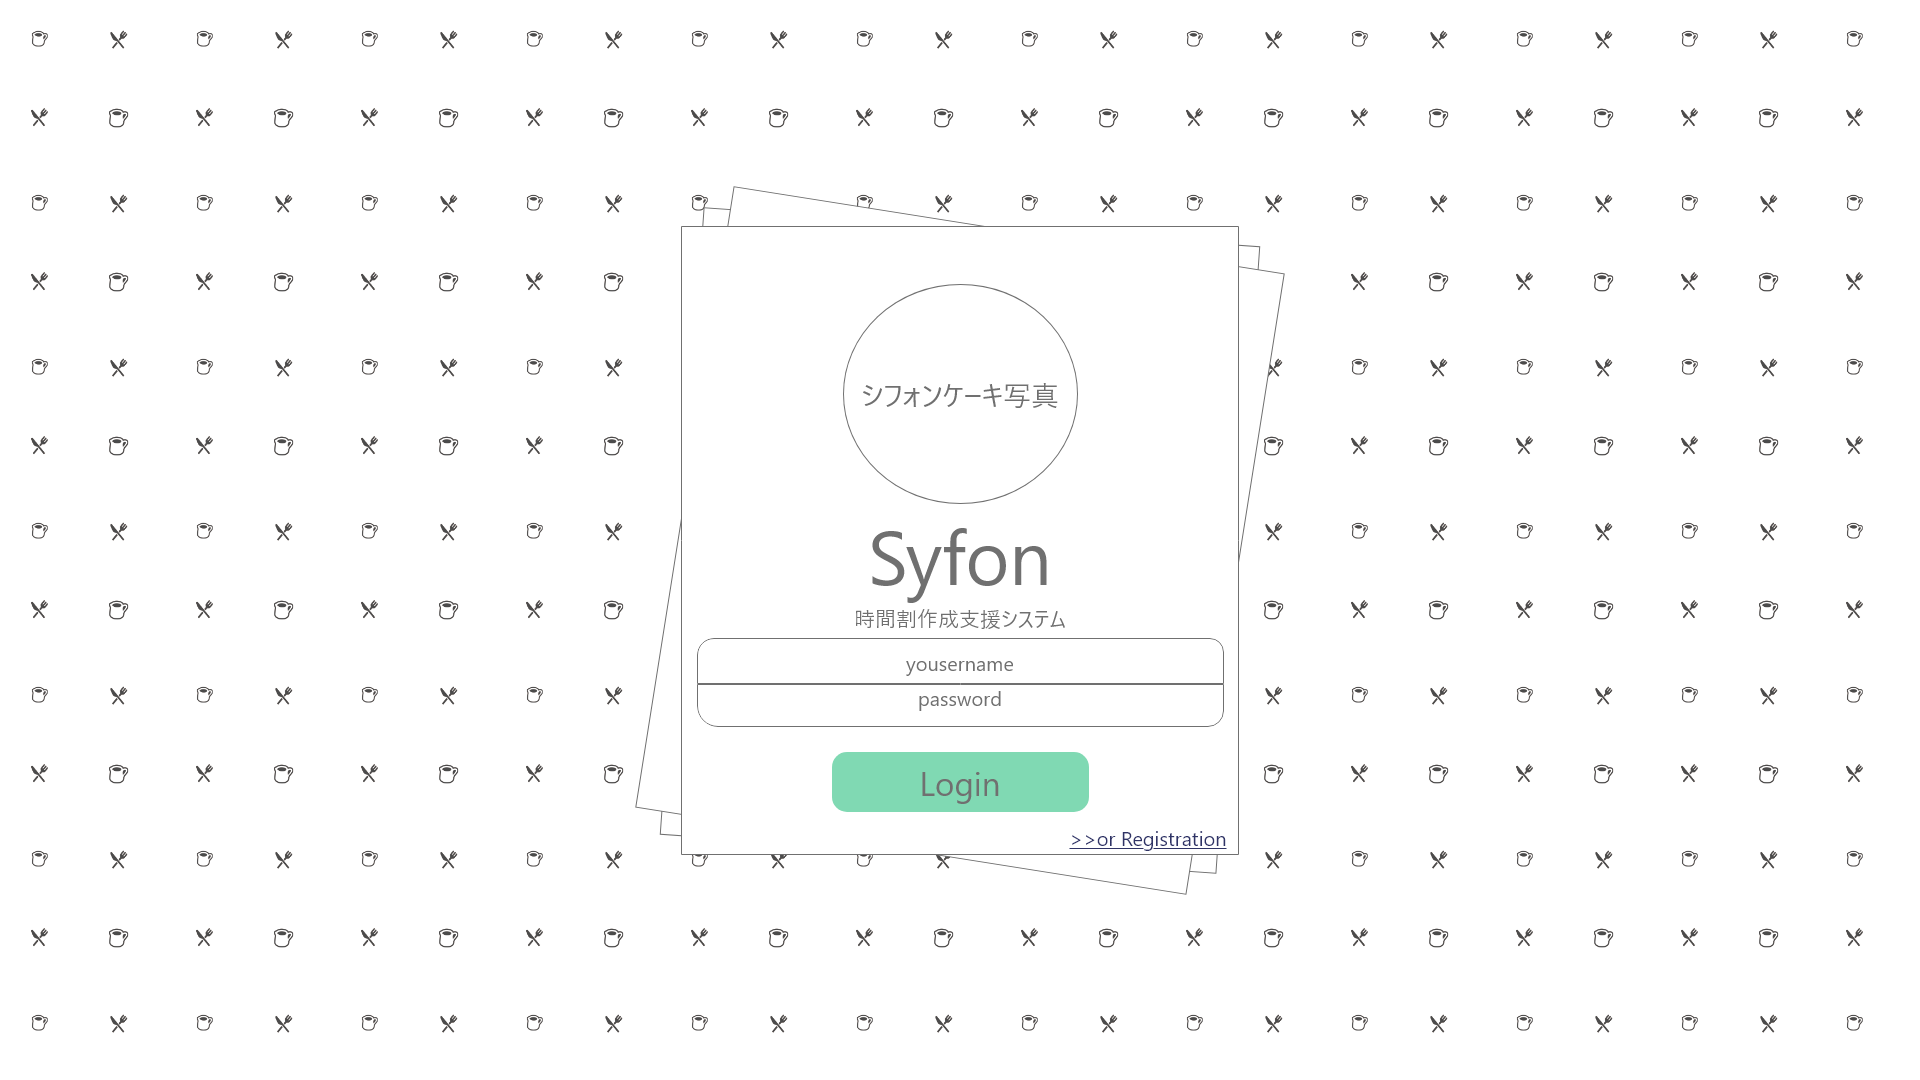 シフォンケーキ写真
Syfon
時間割作成支援システム
yousername
password
Login
>>or Registration